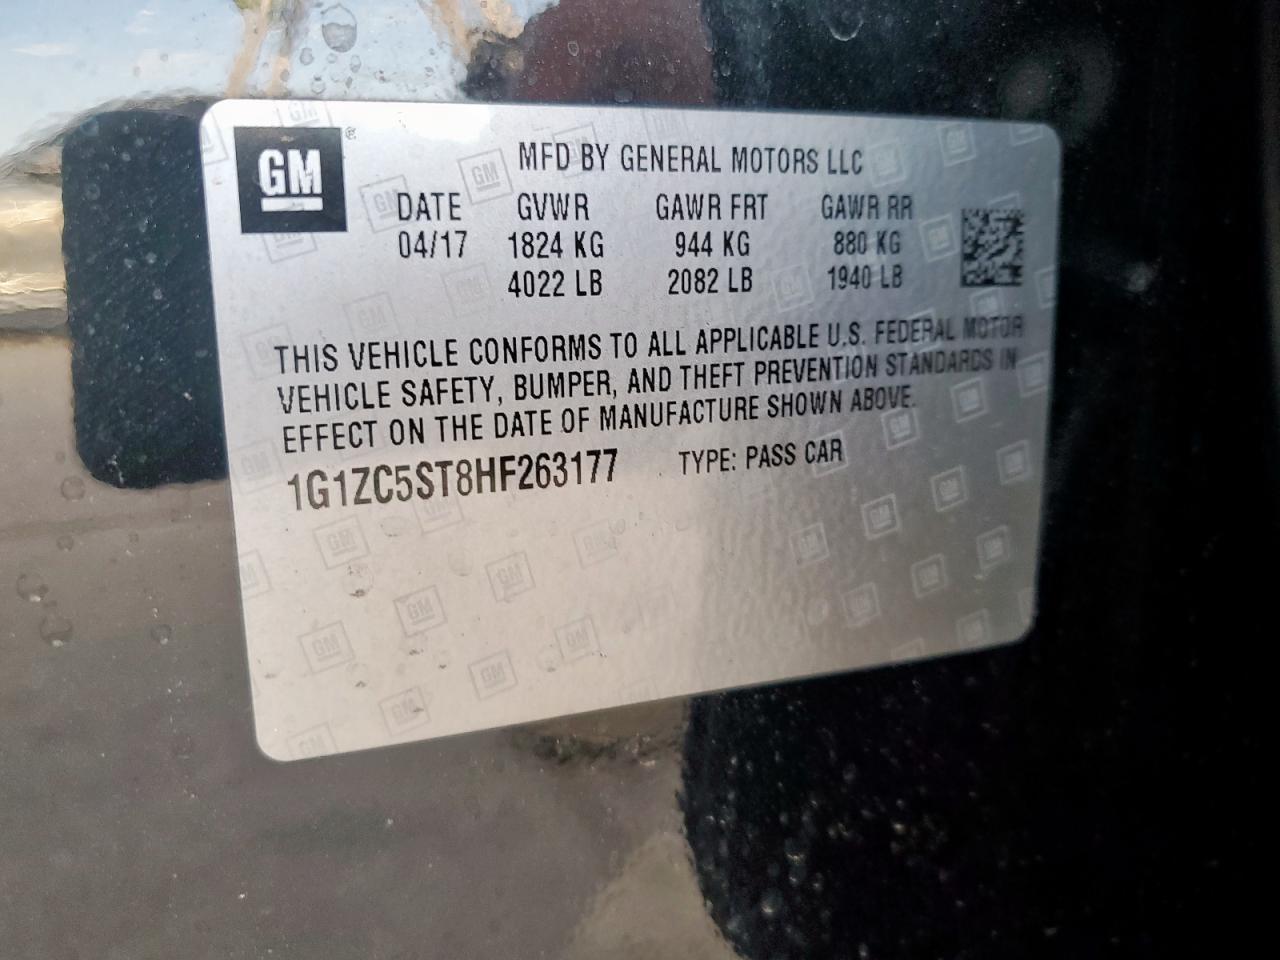 GM ®
MFD BY GENERAL MOTORS LLC
DATE GVWR GAWR FRT GAWR RR
04/17 1824 KG 944 KG 880 KG
4022 LB 2082 LB 1940 LB
THIS VEHICLE CONFORMS TO ALL APPLICABLE U.S. FEDERAL MOTOR
VEHICLE SAFETY, BUMPER, AND THEFT PREVENTION STANDARDS IN
EFFECT ON THE DATE OF MANUFACTURE SHOWN ABOVE.
1G1ZC5ST8HF263177 TYPE: PASS CAR